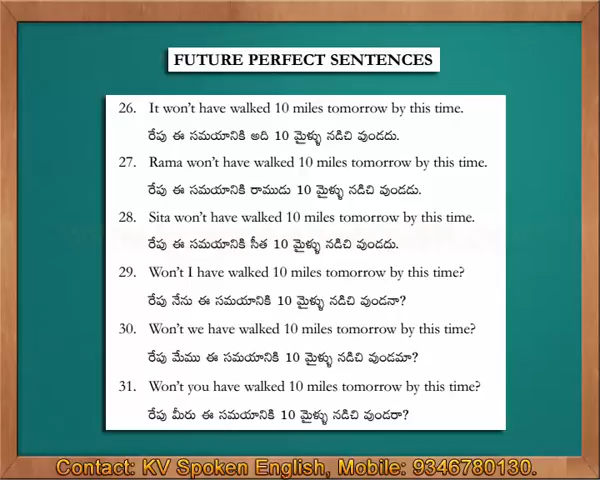 FUTURE PERFECT SENTENCES
26. It won't have walked 10 miles tomorrow by this time.
రేపు ఈ సమయానికి అది 10 మైళ్ళు నడిచి వుండదు.
27. Rama won't have walked 10 miles tomorrow by this time.
రేపు ఈ సమయానికి రాముదు 10 మైళ్ళు నడిచి వుండదు.
28. Sita won't have walked 10 miles tomorrow by this time.
రేపు ఈ సమయానికి సీత 10 మైళ్ళు నడిచి వుండదు.
29. Won't I have walked 10 miles tomorrow by this time?
రేపు నేను ఈ సమయానికి 10 మైళ్ళు నడిచి వుండనా?
30. Won't we have walked 10 miles tomorrow by this time?
రేపు మేము ఈ సమయానికి 10 మైళ్ళు నడిచి వుండమా?
31. Won't you have walked 10 miles tomorrow by this time?
రేపు మీరు ఈ సమయానికి 10 మైళ్ళు నడిచి వుండరా?
Contact: KV Spoken English, Mobile: 9346780130.